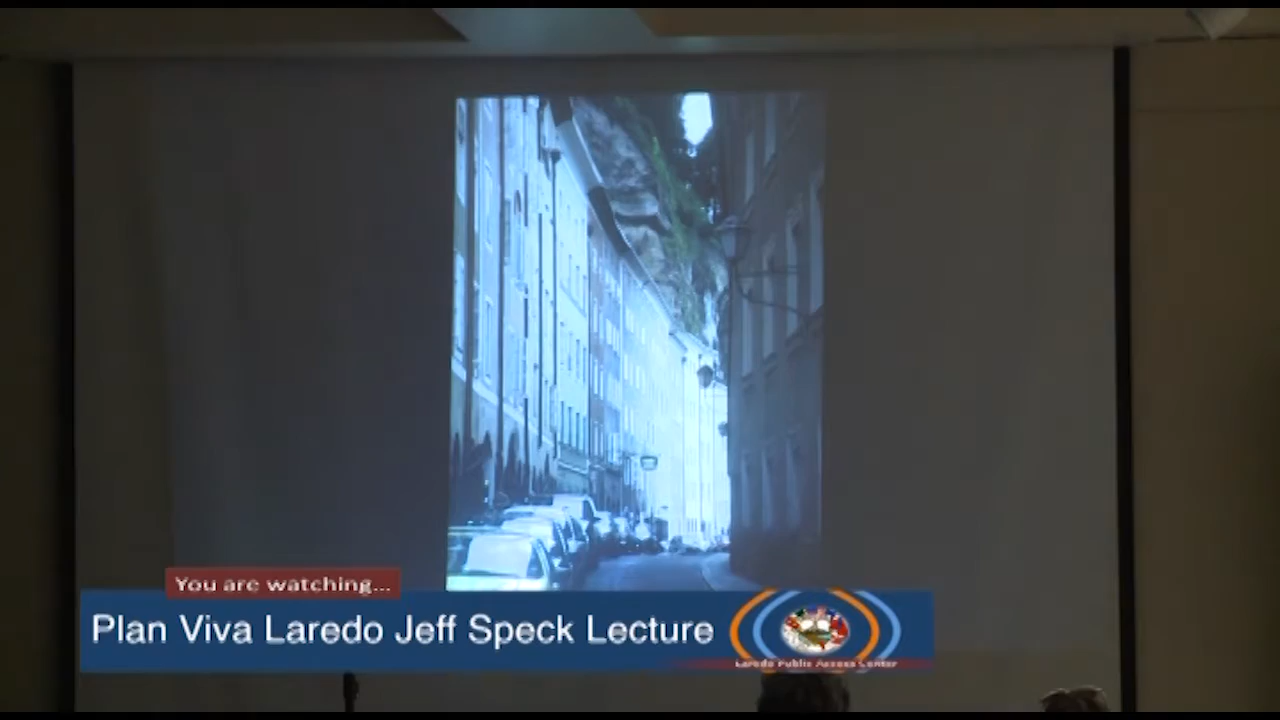 You are watching...
Plan Viva Laredo Jeff Speck Lecture
Laredo Public Access Center